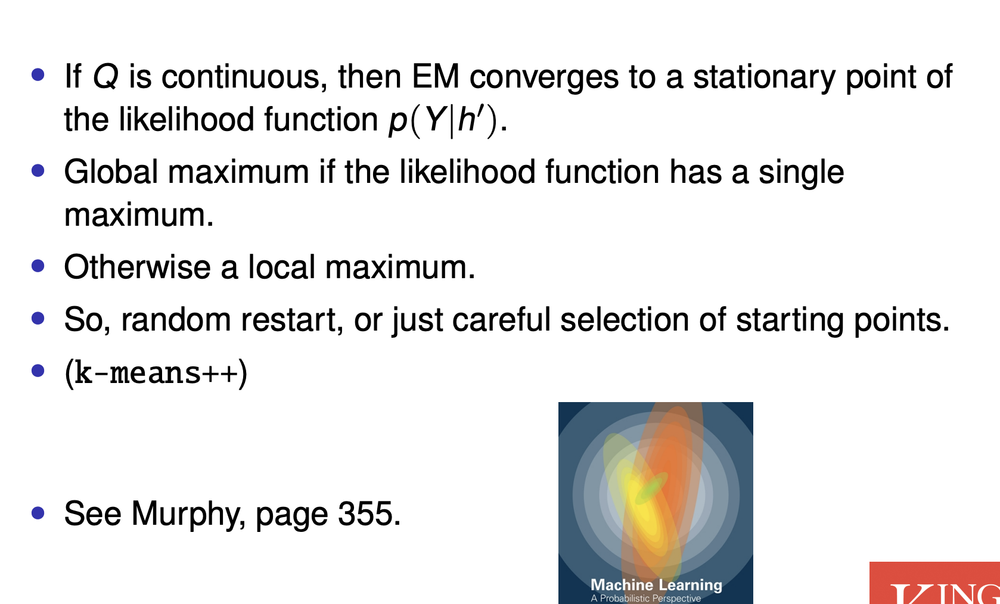 • If Q is continuous, then EM converges to a stationary point of
the likelihood function p(Y|h′).
• Global maximum if the likelihood function has a single
maximum.
• Otherwise a local maximum.
• So, random restart, or just careful selection of starting points.
• (k-means++)
• See Murphy, page 355.
Machine Learning
A Probabilistic Perspective
KING